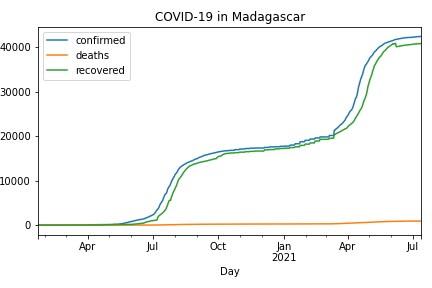 COVID-19 in Madagascar
confirmed
deaths
recovered
40000
30000
20000
10000
0
Apr Jul Oct Jan Apr Jul
2021
Day